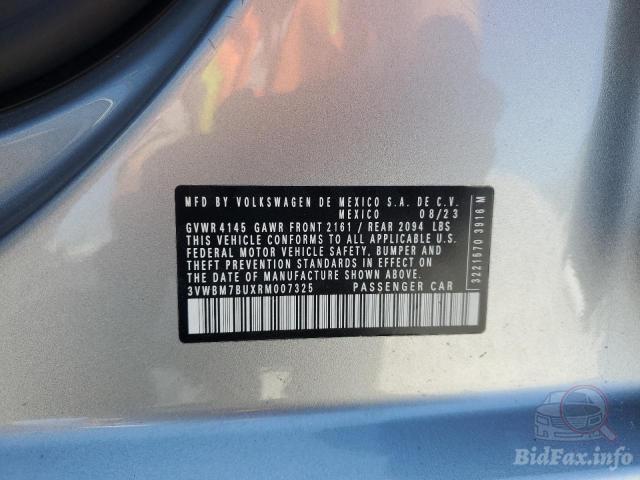 MFD BY VOLKSWAGEN DE MEXICO S.A. DE C.V.
MEXICO 08/23
GVWR 4145 GAWR FRONT 2161 / REAR 2094 LBS
THIS VEHICLE CONFORMS TO ALL APPLICABLE U.S.
FEDERAL MOTOR VEHICLE SAFETY, BUMPER AND
THEFT PREVENTION STANDARDS IN EFFECT ON THE
DATE OF MANUFACTURE SHOWN ABOVE.
3VWBM7BUXRM007325 PASSENGER CAR
3221670 3916 M
BidFax.info